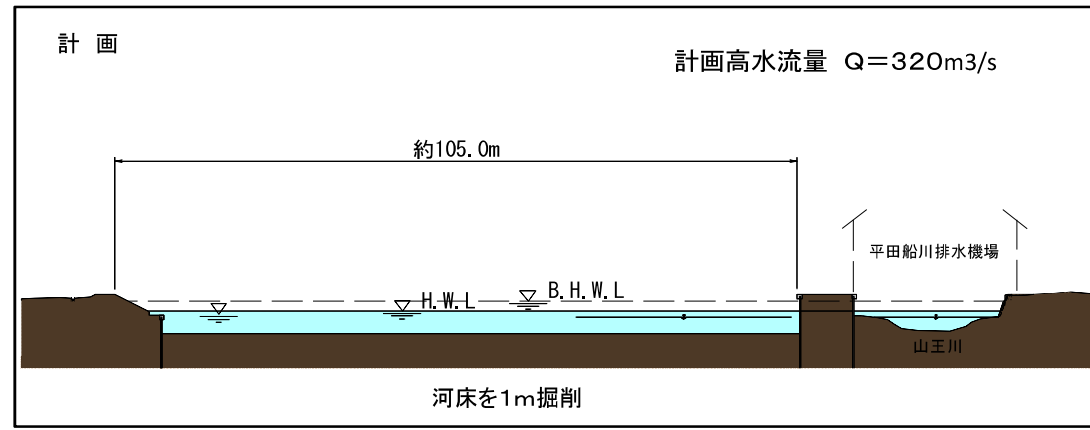 計 画
計画高水流量 Q=320m3/s
約105.0m
平田船川排水機場
H.W.L
B.H.W.L
山王川
河床を1m掘削